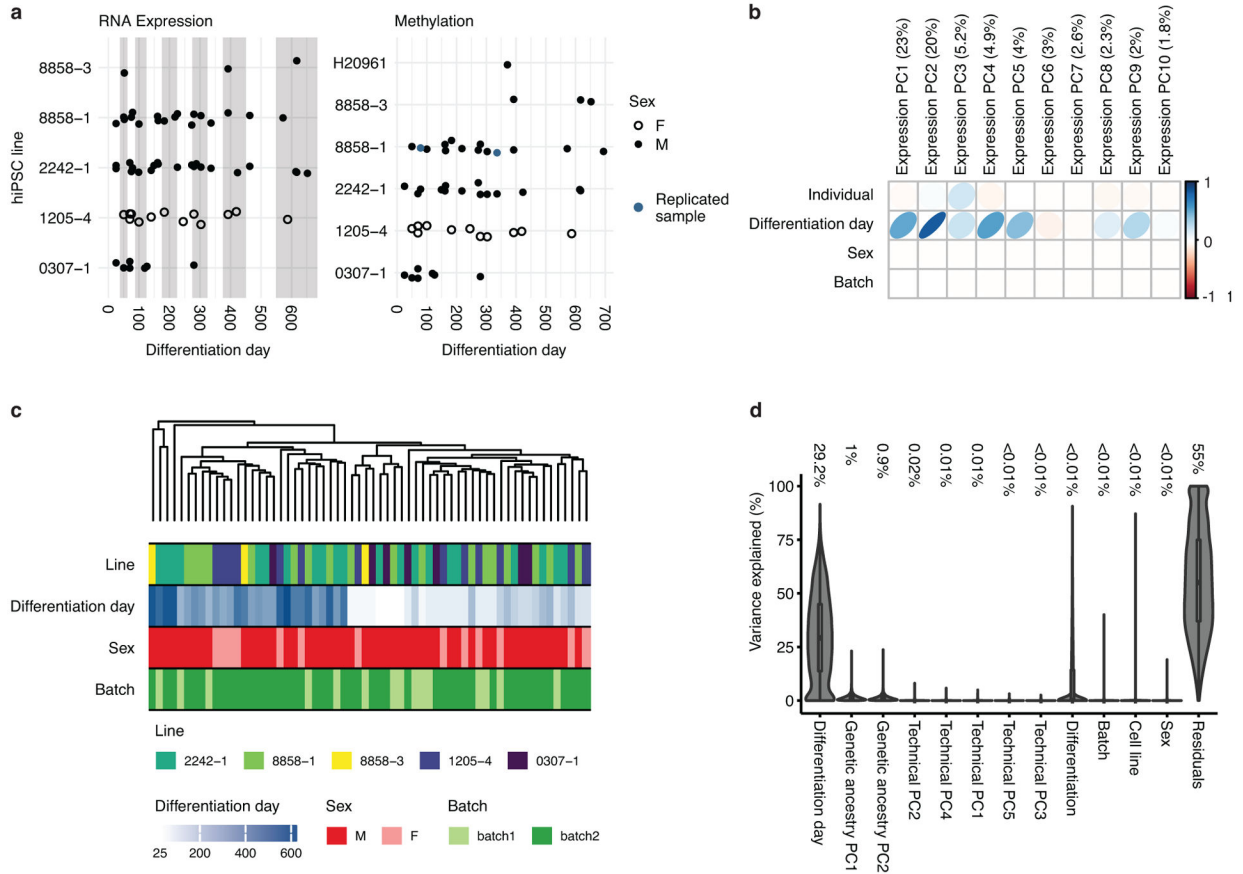 a
RNA Expression
Methylation
hiPSC line
8858−3
8858−1
2242−1
1205−4
0307−1
0
100
200
300
400
500
600
Differentiation day
H20961
8858−3
8858−1
2242−1
1205−4
0307−1
0
100
200
300
400
500
600
700
Differentiation day
Sex
F
M
Replicated
sample
b
Expression PC1 (23%)
Expression PC2 (20%)
Expression PC3 (5.2%)
Expression PC4 (4.9%)
Expression PC5 (4%)
Expression PC6 (3%)
Expression PC7 (2.6%)
Expression PC8 (2.3%)
Expression PC9 (2%)
Expression PC10 (1.8%)
Individual
Differentiation day
Sex
Batch
1
0
-1 1
c
Line
Differentiation day
Sex
Batch
Line
2242−1 8858−1 8858−3 1205−4 0307−1
Differentiation day Sex Batch
25 200 400 600
M F batch1 batch2
d
29.2%
1%
0.9%
0.02%
0.01%
0.01%
<0.01%
<0.01%
<0.01%
<0.01%
<0.01%
<0.01%
55%
Variance explained (%)
100
75
50
25
0
Differentiation day
Genetic ancestry PC1
Genetic ancestry PC2
Technical PC2
Technical PC4
Technical PC1
Technical PC5
Technical PC3
Differentiation
Batch
Cell line
Sex
Residuals